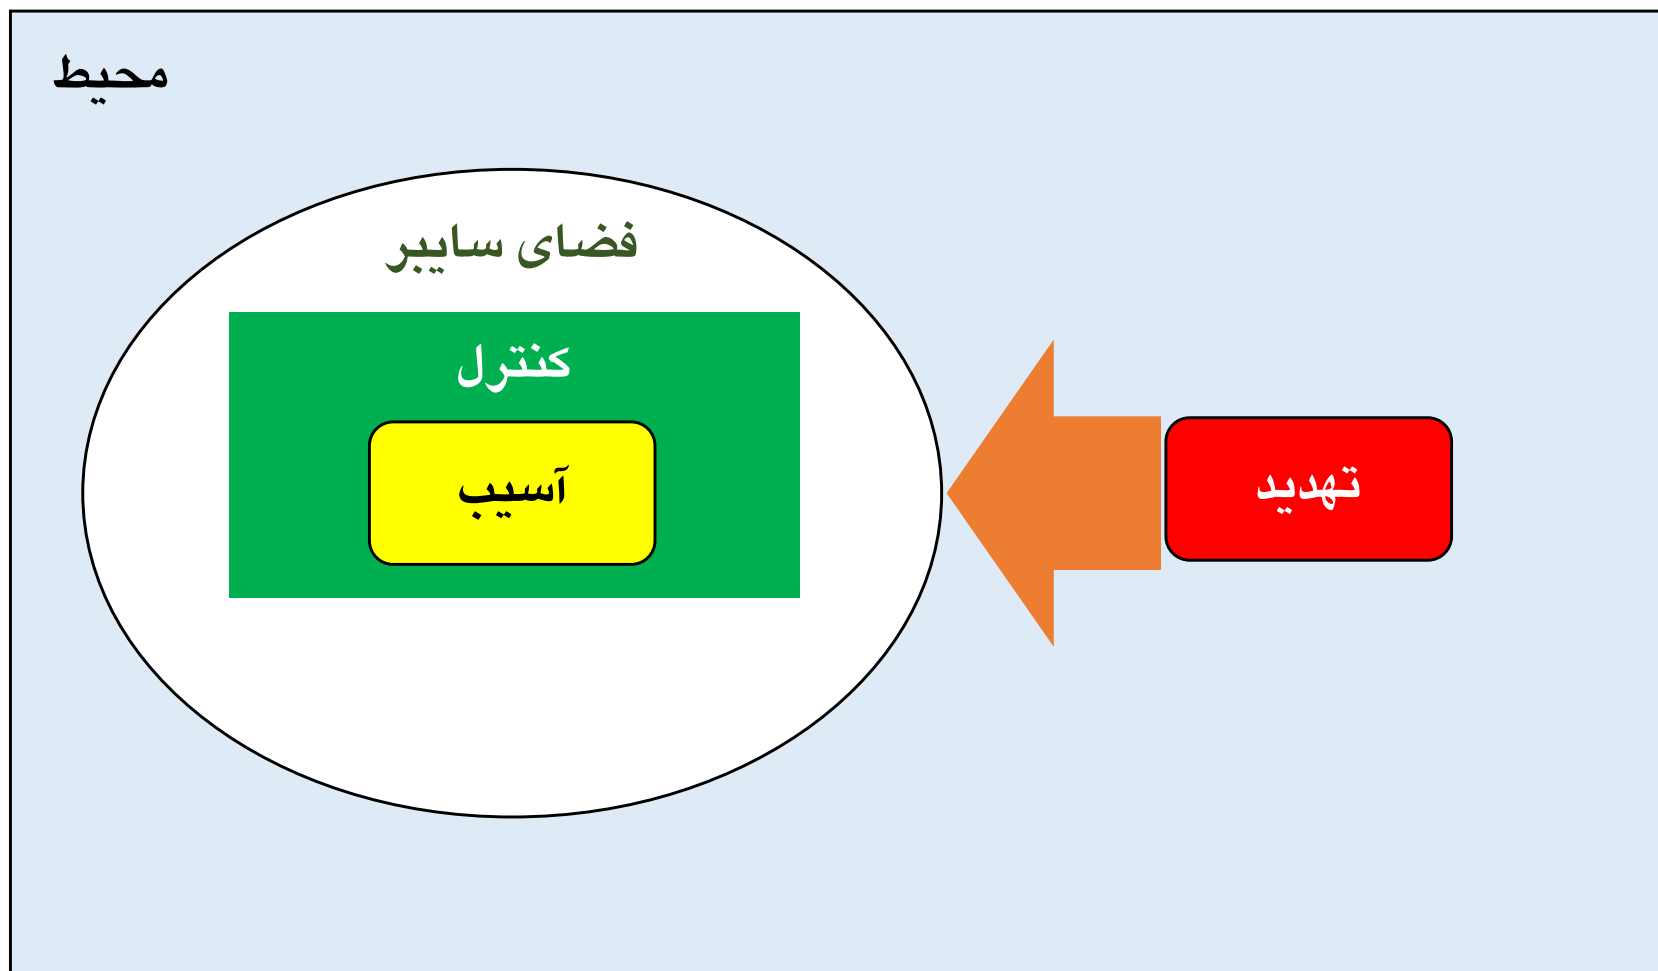 محیط
فضای سایبر
کنترل
آسیب
تهدید